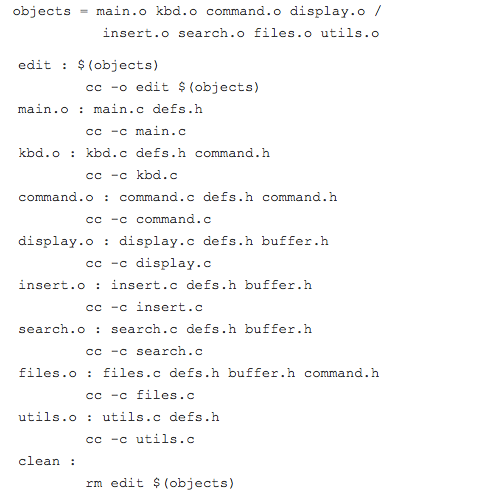 objects = main.o kbd.o command.o display.o /
insert.o search.o files.o utils.o
edit : $(objects)
cc -o edit $(objects)
main.o : main.c defs.h
cc -c main.c
kbd.o : kbd.c defs.h command.h
cc -c kbd.c
command.o : command.c defs.h command.h
cc -c command.c
display.o : display.c defs.h buffer.h
cc -c display.c
insert.o : insert.c defs.h buffer.h
cc -c insert.c
search.o : search.c defs.h buffer.h
cc -c search.c
files.o : files.c defs.h buffer.h command.h
cc -c files.c
utils.o : utils.c defs.h
cc -c utils.c
clean :
rm edit $(objects)